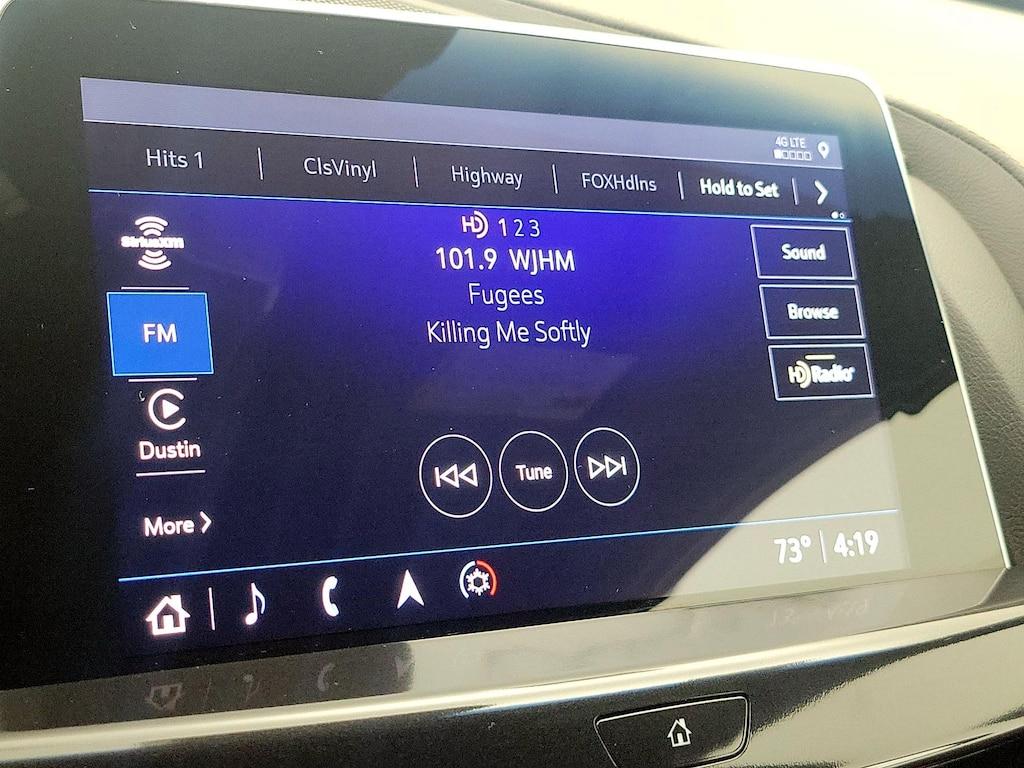 4G LTE
Hits 1 ClsVinyl Highway FOXHdlns Hold to Set
SiriusXM
HD 1 2 3
101.9 WJHM
Fugees
Killing Me Softly
Sound
Browse
HD Radio
FM
Dustin
More
Tune
73° 4:19